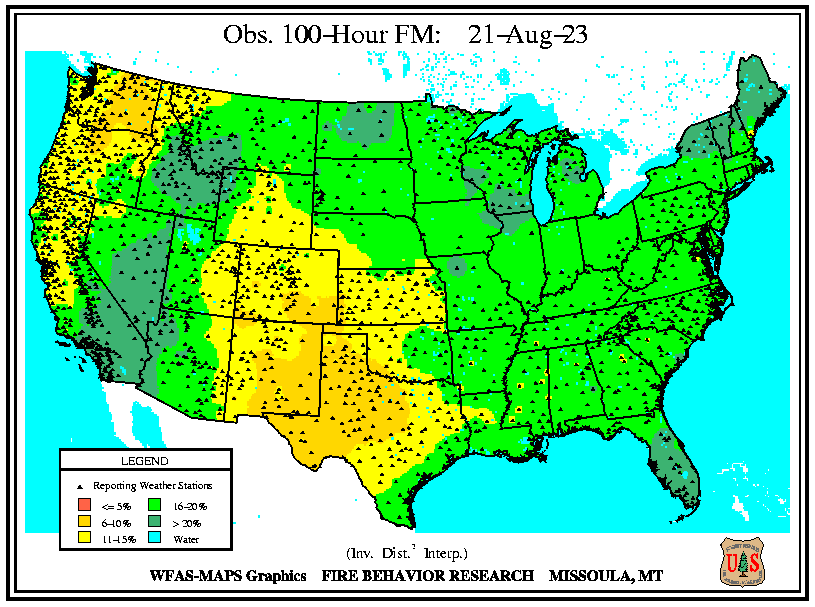 Obs. 100-Hour FM: 21-Aug-23
LEGEND
Reporting Weather Stations
<= 5% 16-20%
6-10% > 20%
11-15% Water
(Inv. Dist.² Interp.)
WFAS-MAPS Graphics FIRE BEHAVIOR RESEARCH MISSOULA, MT
U S